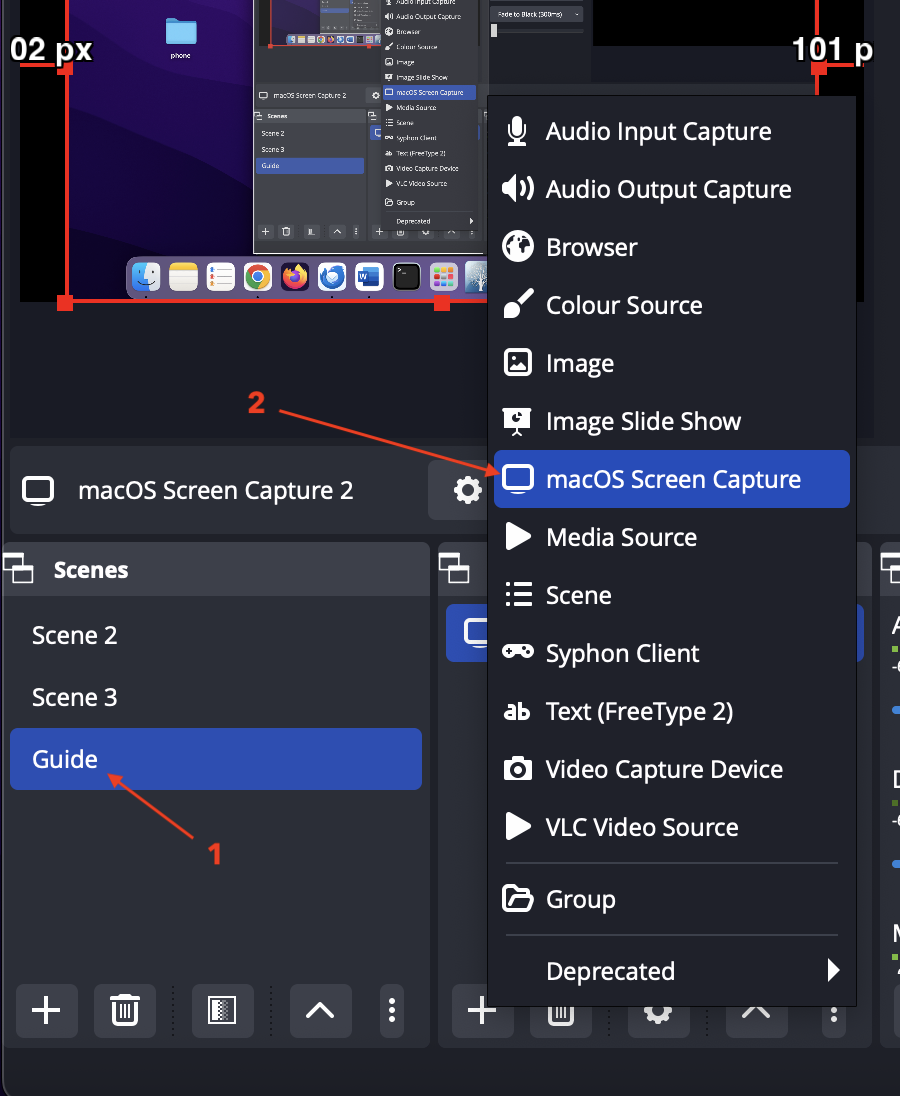 Audio Input Capture
Fade to Black (300ms)
Audio Output Capture
Browser
Colour Source
Image
Image Slide Show
macOS Screen Capture
Media Source
Scene
Syphon Client
Text (FreeType 2)
Video Capture Device
VLC Video Source
Group
Deprecated
phone
02 px
101 p
macOS Screen Capture 2
Scenes
Scene 2
Scene 3
Guide
Audio Input Capture
Audio Output Capture
Browser
Colour Source
Image
Image Slide Show
2
macOS Screen Capture
macOS Screen Capture 2
Media Source
Scenes
Scene
Scene 2
Syphon Client
Scene 3
ab Text (FreeType 2)
Guide
Video Capture Device
1
VLC Video Source
Group
Deprecated